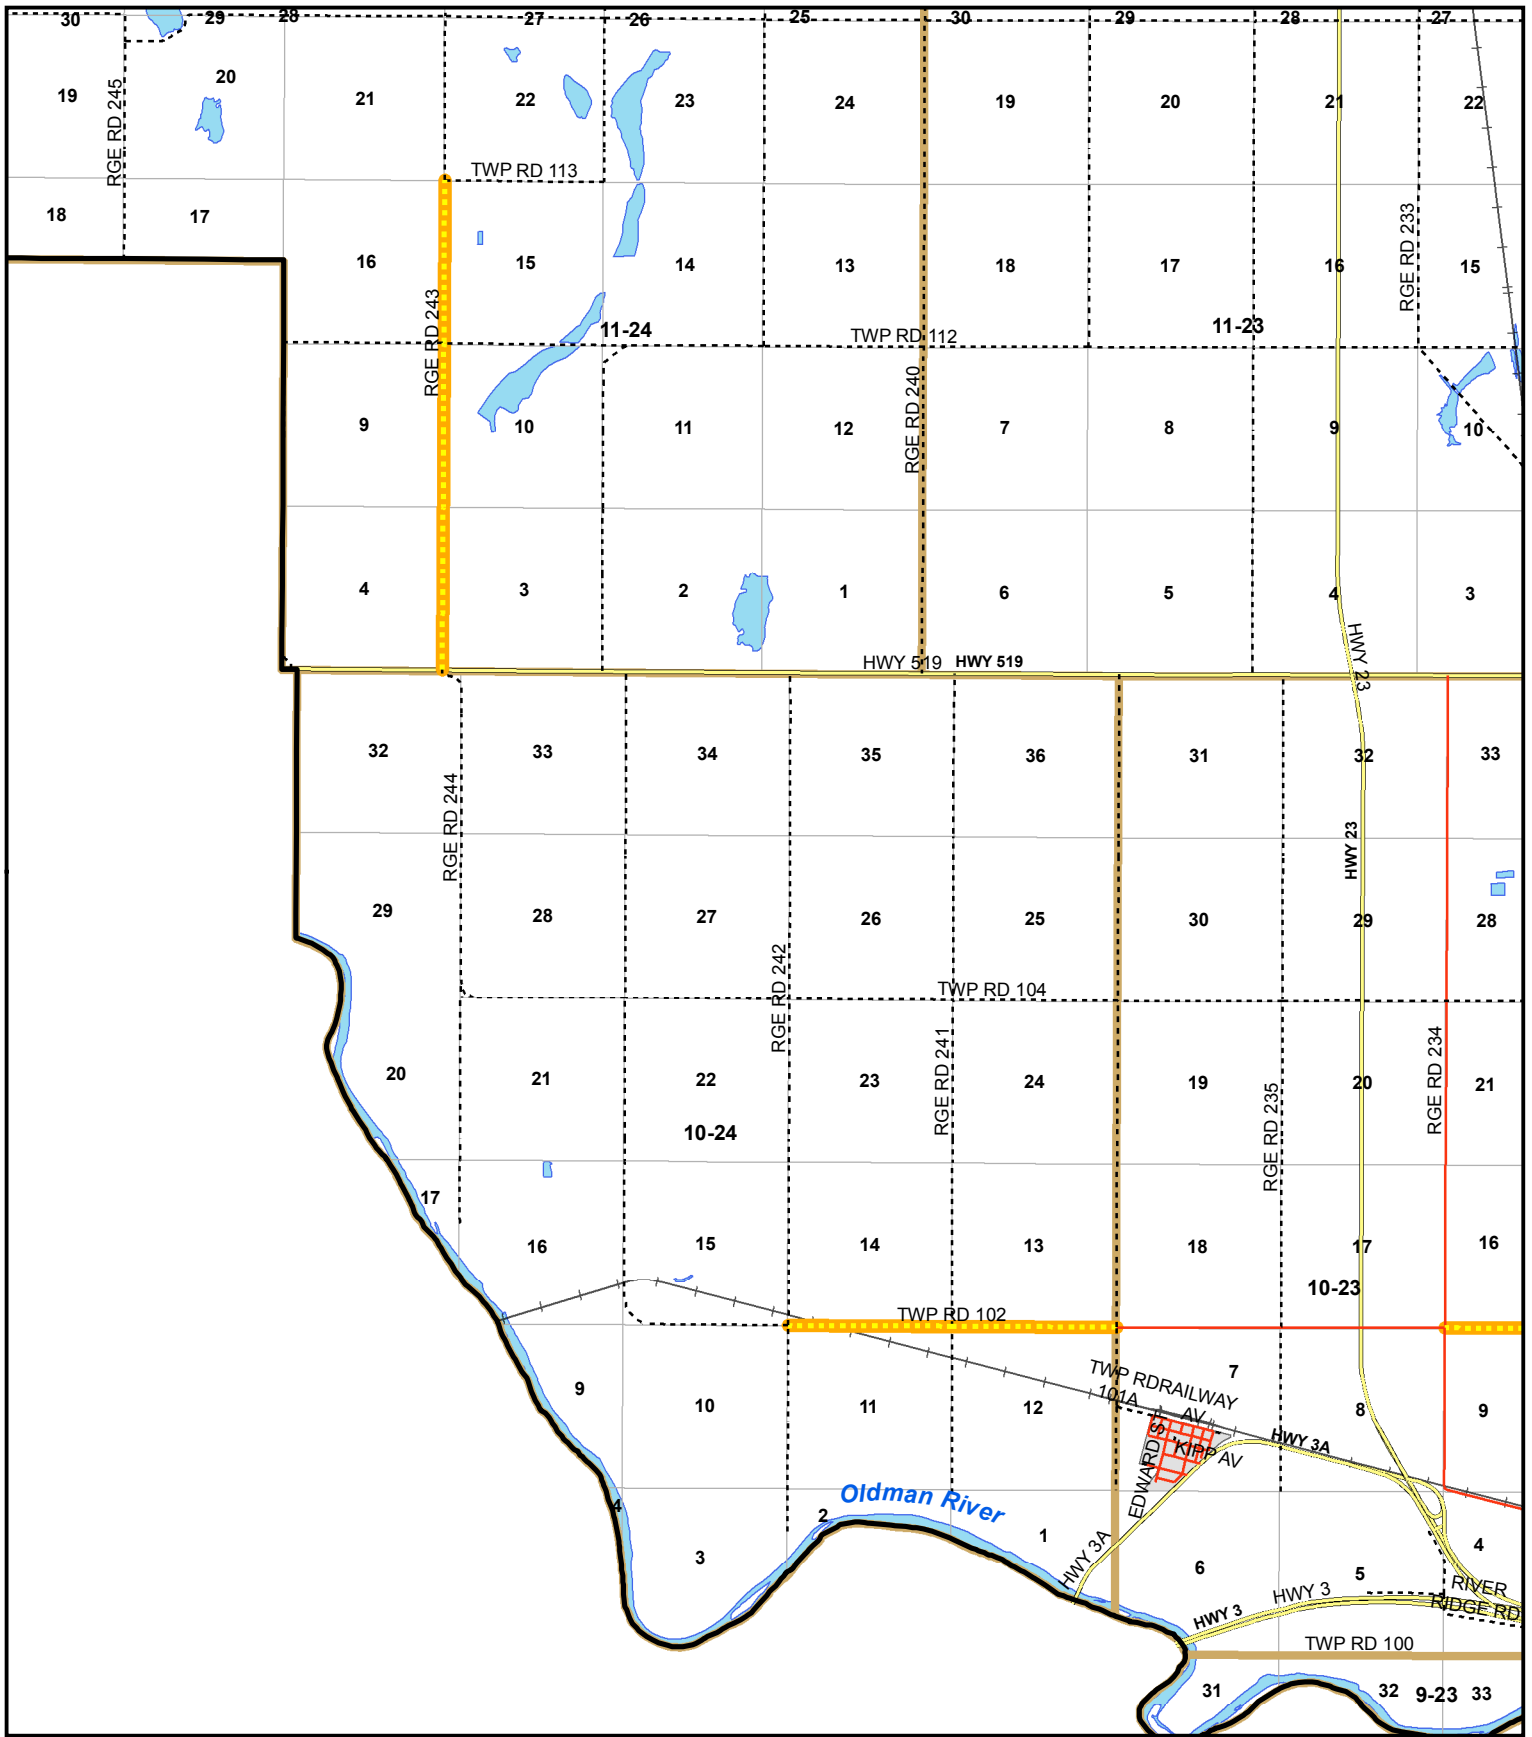 30 29 28 27 26 25 30 29 28 27
19 20 21 22 23 24 19 20 21 22
RGE RD 245
TWP RD 113
18 17 16 15 14 13 18 17 16 15
RGE RD 233
RGE RD 243
11-24
11-23
TWP RD 112
RGE RD 240
9 10 11 12 7 8 9 10
4 3 2 1 6 5 4 3
HWY 519 HWY 519
HWY 23
32 33 34 35 36 31 32 33
RGE RD 244
HWY 23
29 28 27 26 25 30 29 28
RGE RD 242
TWP RD 104
RGE RD 241
RGE RD 235
RGE RD 234
20 21 22 23 24 19 20 21
10-24
17 16 15 14 13 18 17 16
10-23
TWP RD 102
9 10 11 12 7 8 9
TWP RD
101A
RAILWAY
AV
EDWARD ST
KIPP AV
HWY 3A
Oldman River
4 3 2 1 6 5 4
HWY 3A
HWY 3
HWY 3
RIVER
RIDGE RD
TWP RD 100
31 32 9-23 33